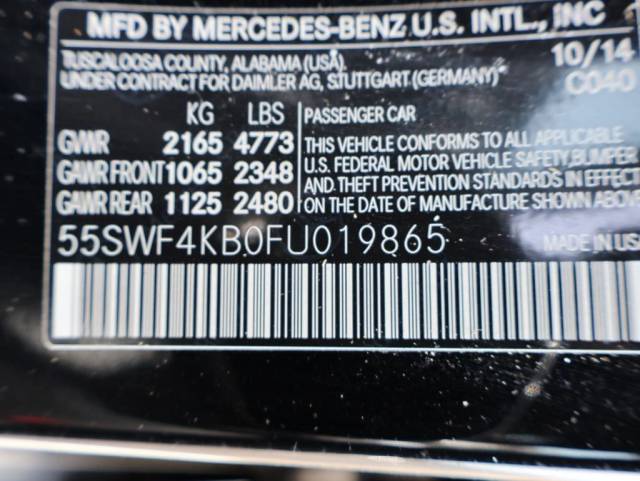 MFD BY MERCEDES-BENZ U.S. INTL., INC 1
TUSCALOOSA COUNTY, ALABAMA (USA) 10/14
UNDER CONTRACT FOR DAIMLER AG, STUTTGART (GERMANY) C040
KG LBS PASSENGER CAR
GVWR 2165 4773 THIS VEHICLE CONFORMS TO ALL APPLICABLE
GAWR FRONT 1065 2348 U.S. FEDERAL MOTOR VEHICLE SAFETY, BUMPER
GAWR REAR 1125 2480 AND THEFT PREVENTION STANDARDS IN EFFECT
ON THE DATE OF MANUFACTURE SHOWN ABOVE
55SWF4KB0FU019865 MADE IN USA